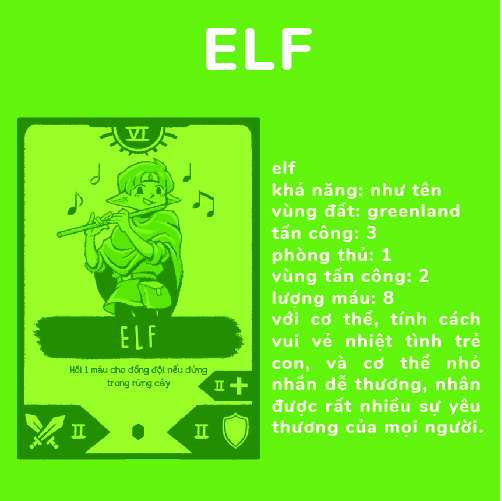 ELF
VI
ELF
Hồi 1 máu cho đồng đội nếu đứng
trong rừng cây
II
II
II
elf
khả năng: như tên
vùng đất: greenland
tấn công: 3
phòng thủ: 1
vùng tấn công: 2
lượng máu: 8
với cơ thể, tính cách
vui vẻ nhiệt tình trẻ
con, và cơ thể nhỏ
nhắn dễ thương, nhân
được rất nhiều sự yêu
thương của mọi người.